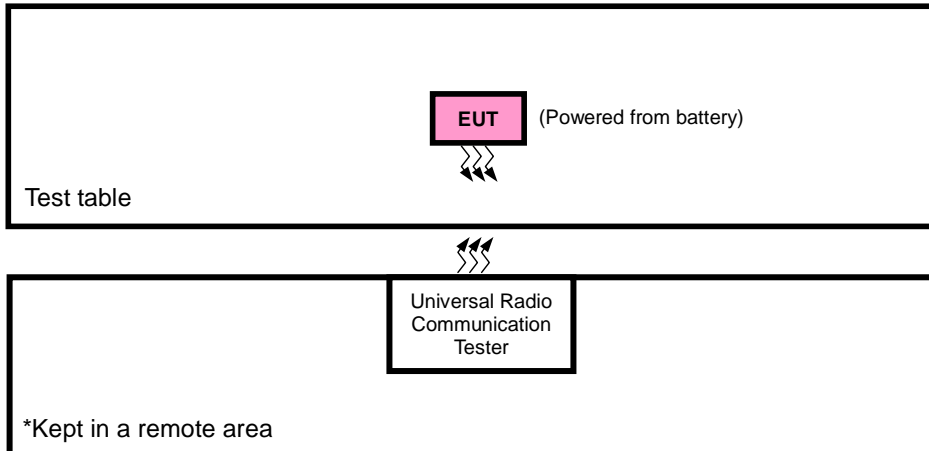 EUT
(Powered from battery)
Test table
Universal Radio
Communication
Tester
*Kept in a remote area